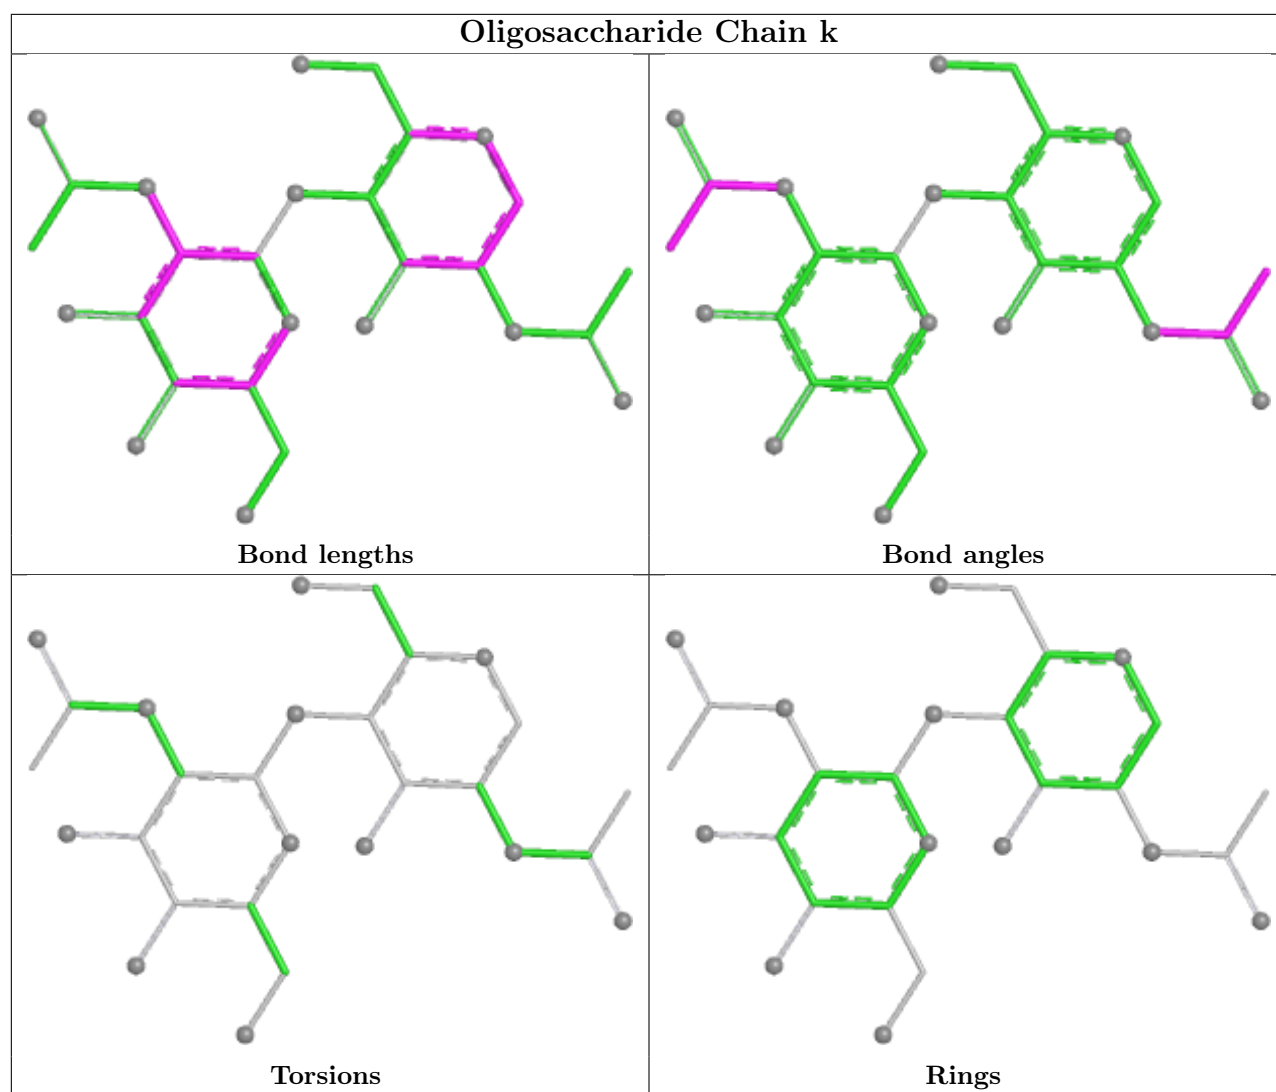 Oligosaccharide Chain k
Bond lengths
Bond angles
Torsions
Rings